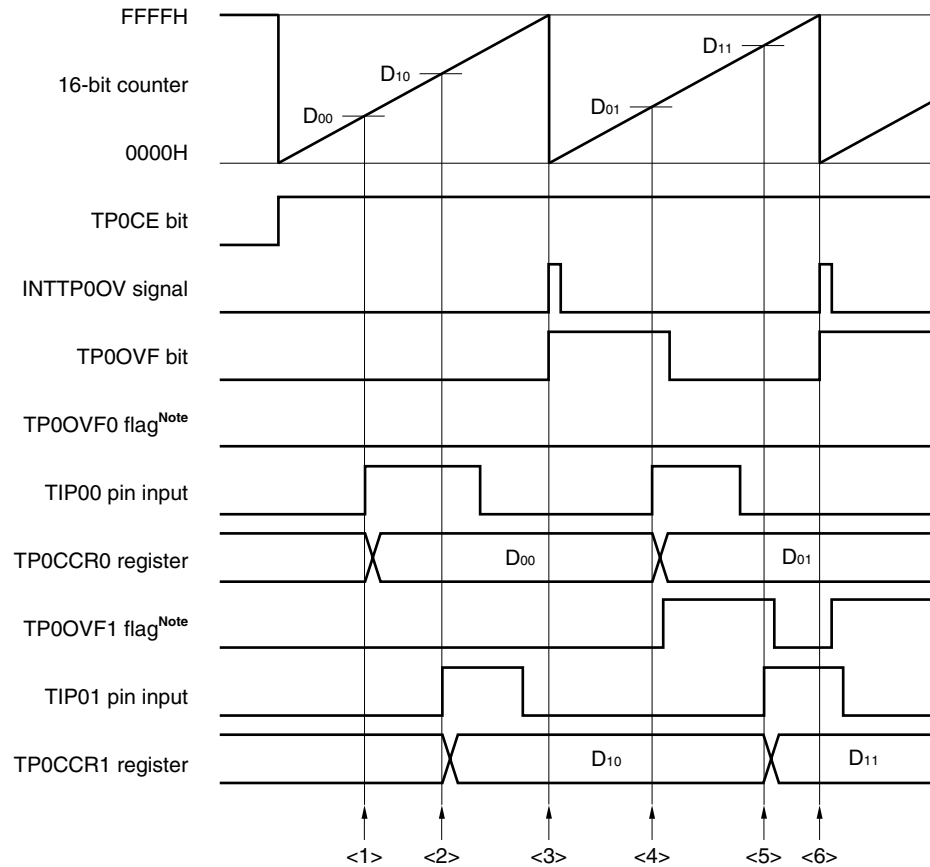 FFFFH
D11
D10
16-bit counter
D01
D00
0000H
TP0CE bit
INTTP0OV signal
TP0OVF bit
TP0OVF0 flagNote
TIP00 pin input
TP0CCR0 register
D00
D01
TP0OVF1 flagNote
TIP01 pin input
TP0CCR1 register
D10
D11
<1> <2> <3> <4> <5> <6>